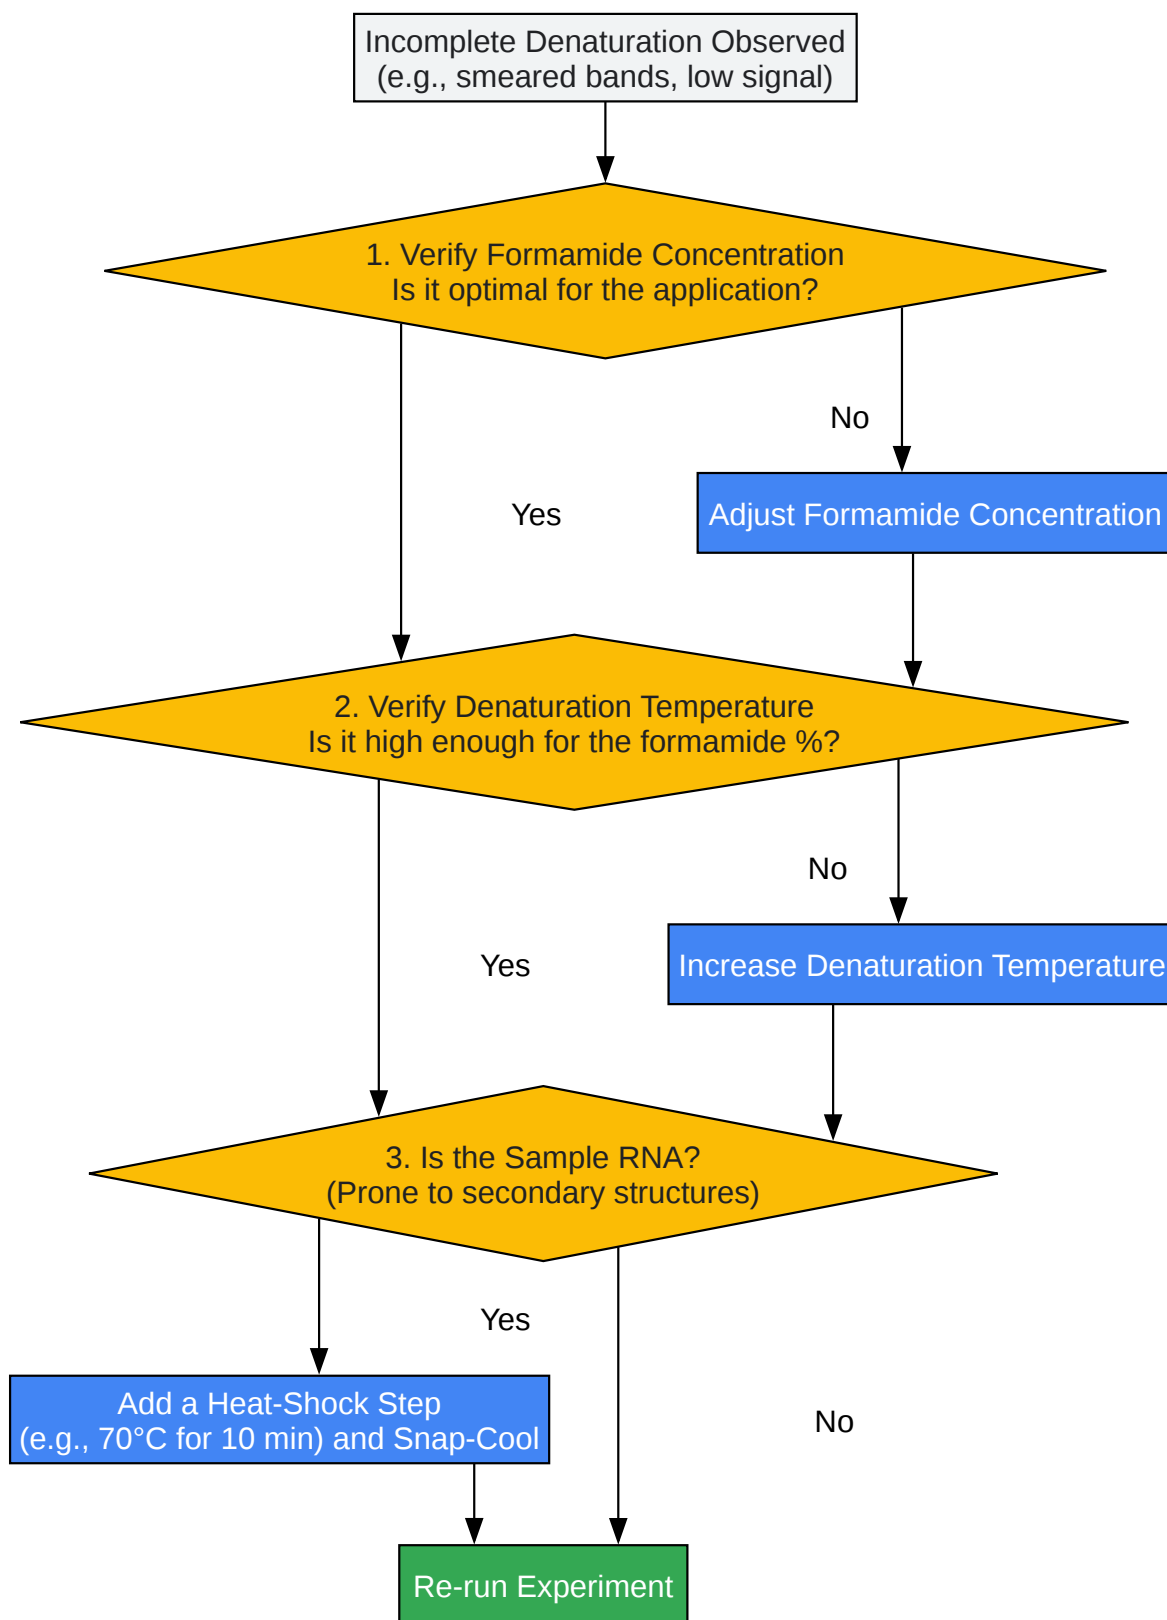 Incomplete Denaturation Observed
(e.g., smeared bands, low signal)
1. Verify Formamide Concentration
Is it optimal for the application?
No
Yes
Adjust Formamide Concentration
2. Verify Denaturation Temperature
Is it high enough for the formamide %?
No
Yes
Increase Denaturation Temperature
3. Is the Sample RNA?
(Prone to secondary structures)
Yes
Add a Heat-Shock Step
(e.g., 70°C for 10 min) and Snap-Cool
No
Re-run Experiment